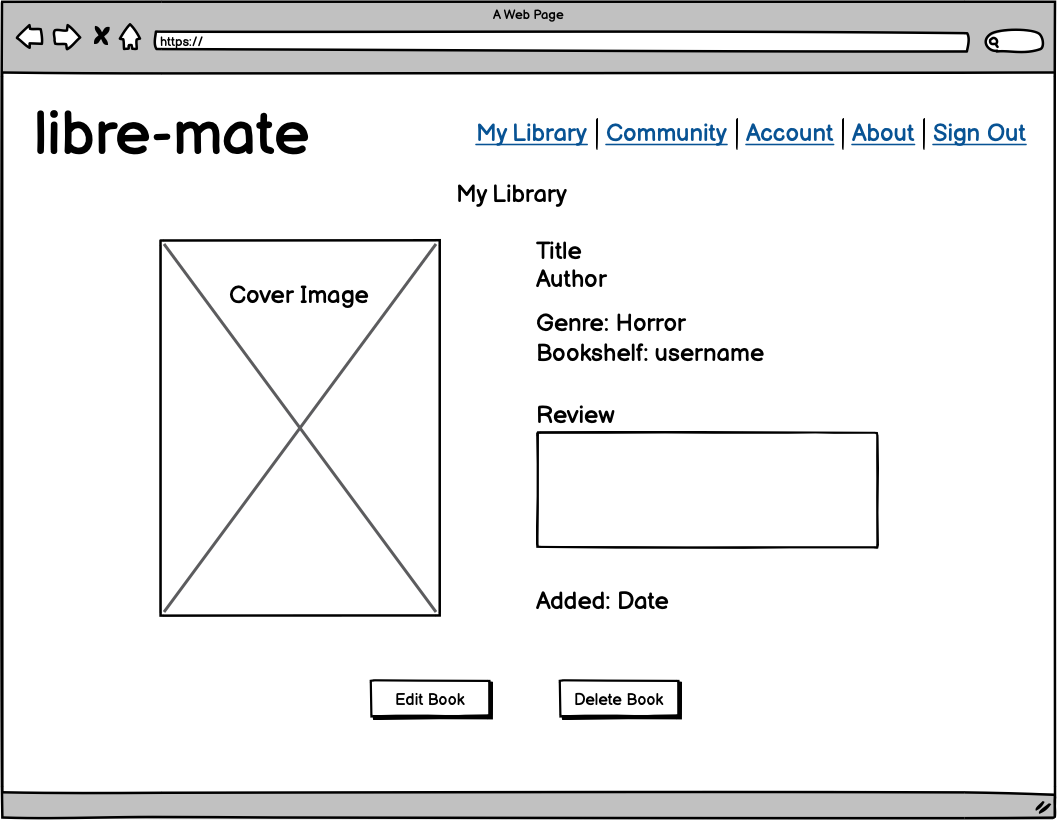 A Web Page
https://
libre-mate
My Library Community Account About Sign Out
My Library
Cover Image
Title
Author
Genre: Horror
Bookshelf: username
Review
Added: Date
Edit Book Delete Book